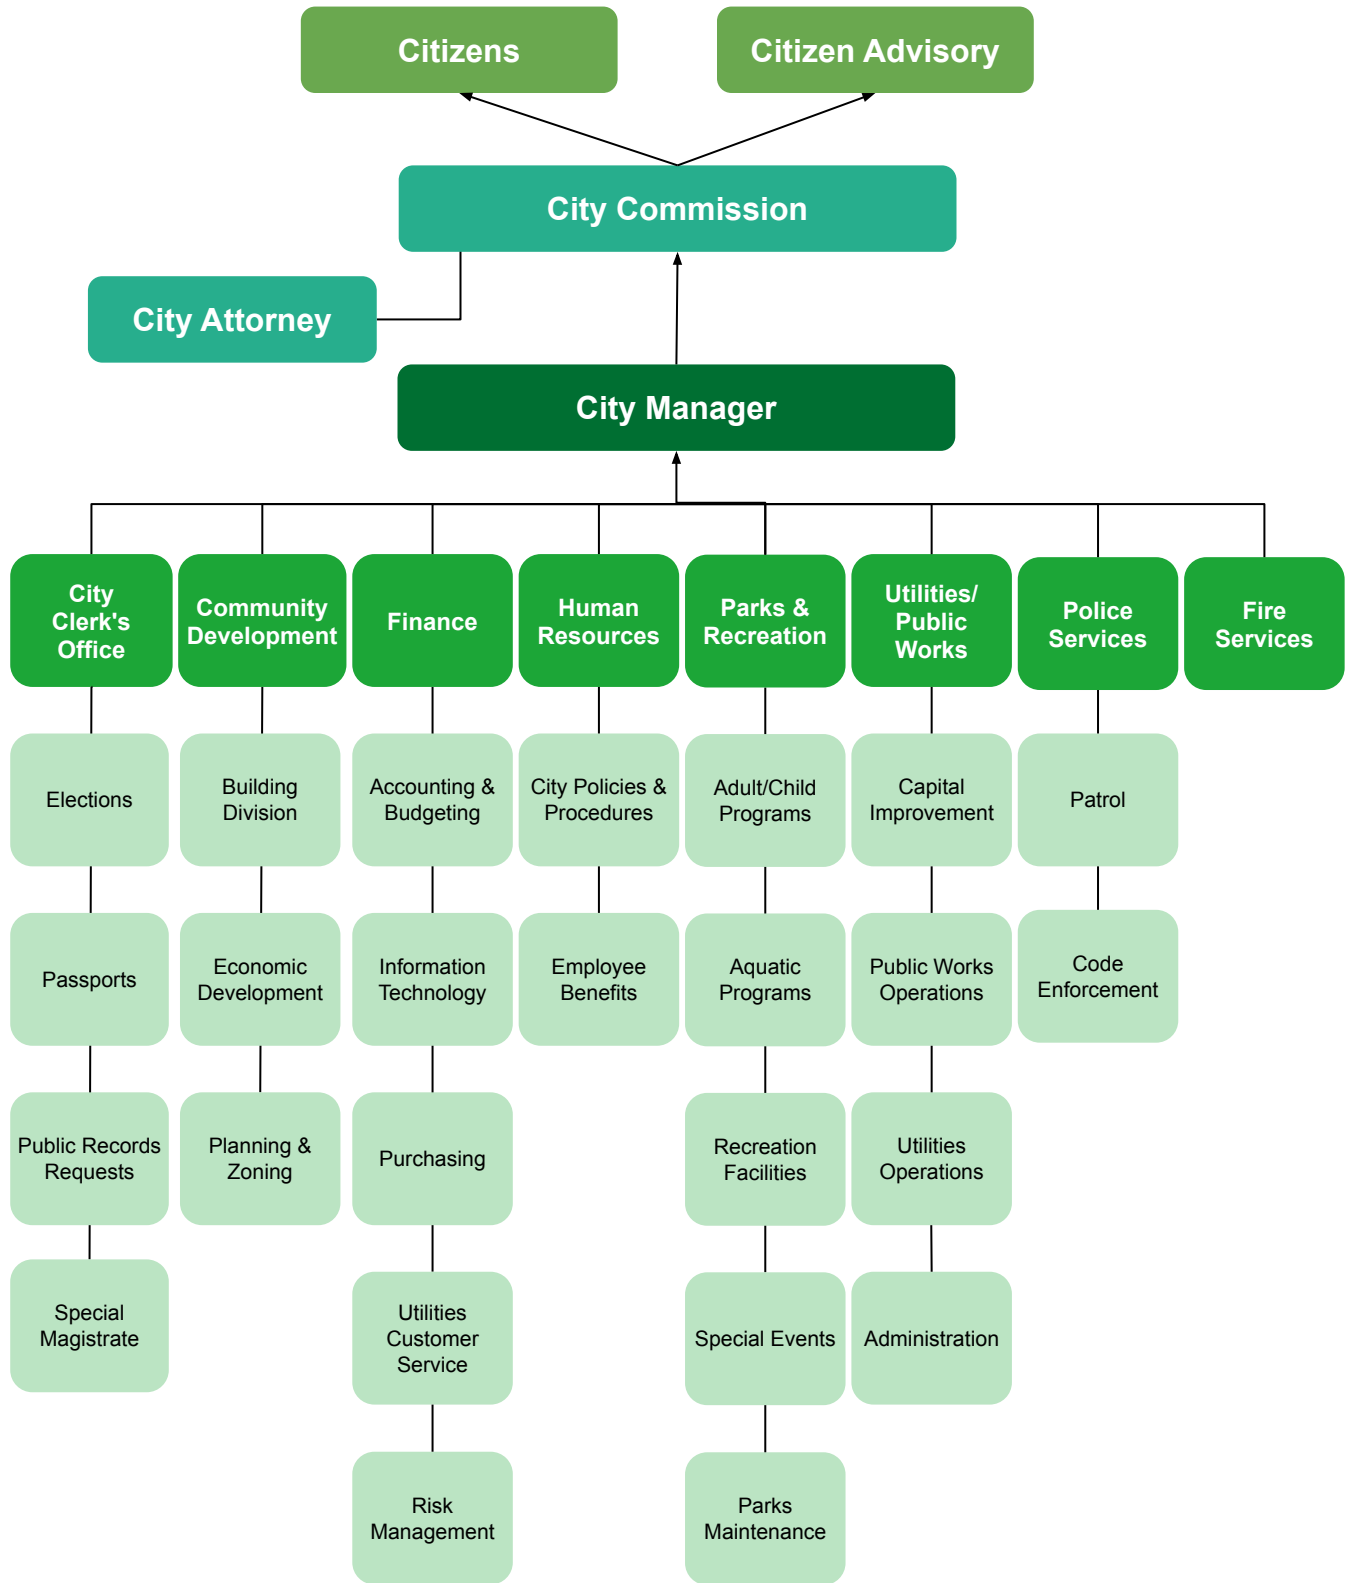 Citizens
Citizen Advisory
City Commission
City Attorney
City Manager
City
Clerk's
Office
Community
Development
Finance
Human
Resources
Parks &
Recreation
Utilities/
Public
Works
Police
Services
Fire
Services
Elections
Building
Division
Accounting &
Budgeting
City Policies &
Procedures
Adult/Child
Programs
Capital
Improvement
Patrol
Passports
Economic
Development
Information
Technology
Employee
Benefits
Aquatic
Programs
Public Works
Operations
Code
Enforcement
Public Records
Requests
Planning &
Zoning
Purchasing
Recreation
Facilities
Utilities
Operations
Special
Magistrate
Utilities
Customer
Service
Special Events
Administration
Risk
Management
Parks
Maintenance